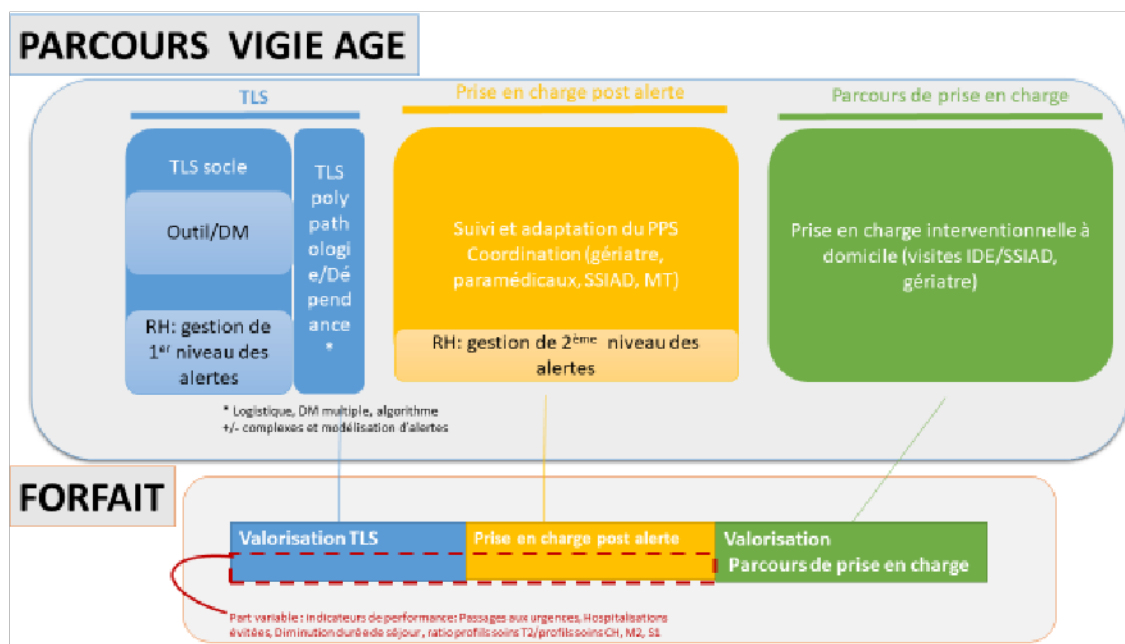 PARCOURS VIGIE AGE
TLS
TLS socle
Outil/DM
RH: gestion de
1er niveau des
alertes
TLS
poly
path
ologi
e/Dé
pend
ance
*
* Logistique, DM multiple, algorithme
+/- complexes et modélisation d'alertes
Prise en charge post alerte
Suivi et adaptation du PPS
Coordination (gériatre,
paramédicaux, SSIAD, MT)
RH: gestion de 2ème niveau des
alertes
Parcours de prise en charge
Prise en charge interventionnelle à
domicile (visites IDE/SSIAD,
gériatre)
FORFAIT
Valorisation TLS
Prise en charge post alerte
Valorisation
Parcours de prise en charge
Part variable : indicateurs de performance: Passages aux urgences, Hospitalisations
évitées, Diminution durée de séjour, ratio profils soins T2/profils soins CH, M2, S1